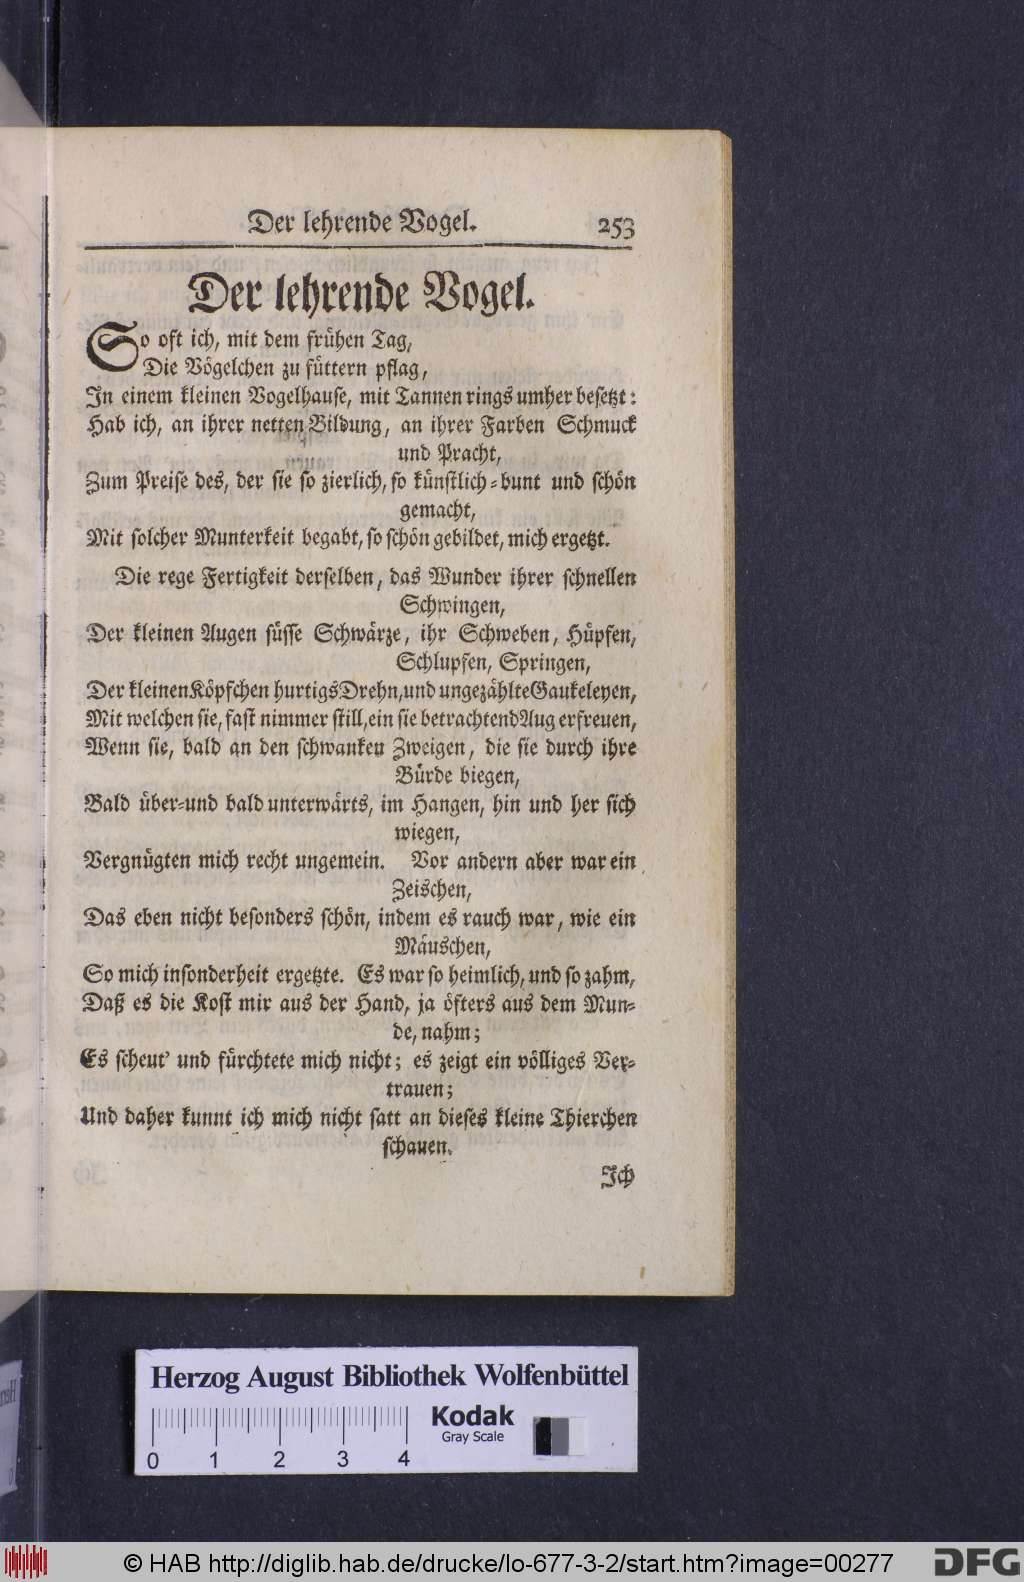 Der lehrende Vogel. 253
Der lehrende Vogel.
So oft ich, mit dem frühen Tag,
Die Vögelchen zu füttern pflag,
In einem kleinen Vogelhause, mit Tannen rings umher besetzt:
Hab ich, an ihrer netten Bildung, an ihrer Farben Schmuck
und Pracht,
Zum Preise des, der sie so zierlich, so künstlich-bunt und schön
gemacht,
Mit solcher Munterkeit begabt, so schön gebildet, mich ergetzt.
Die rege Fertigkeit derselben, das Wunder ihrer schnellen
Schwingen,
Der kleinen Augen süsse Schwärze, ihr Schweben, Hüpfen,
Schlupfen, Springen,
Der kleinen Köpfchen hurtigs Drehn, und ungezählte Gaukeleyen,
Mit welchen sie, fast nimmer still, ein sie betrachtend Aug erfreuen,
Wenn sie, bald an den schwanken Zweigen, die sie durch ihre
Bürde biegen,
Bald über- und bald unterwärts, im Hangen, hin und her sich
wiegen,
Vergnügten mich recht ungemein. Vor andern aber war ein
Zeischen,
Das eben nicht besonders schön, indem es rauch war, wie ein
Mäuschen,
So mich insonderheit ergetzte. Es war so heimlich, und so zahm,
Daß es die Kost mir aus der Hand, ja öfters aus dem Mun-
de, nahm;
Es scheut' und fürchtete mich nicht; es zeigt ein völliges Ver-
trauen;
Und daher kunnt ich mich nicht satt an dieses kleine Thierchen
schauen.
Ich
Herzog August Bibliothek Wolfenbüttel
Kodak
Gray Scale
0 1 2 3 4
© HAB http://diglib.hab.de/drucke/lo-677-3-2/start.htm?image=00277
DFG